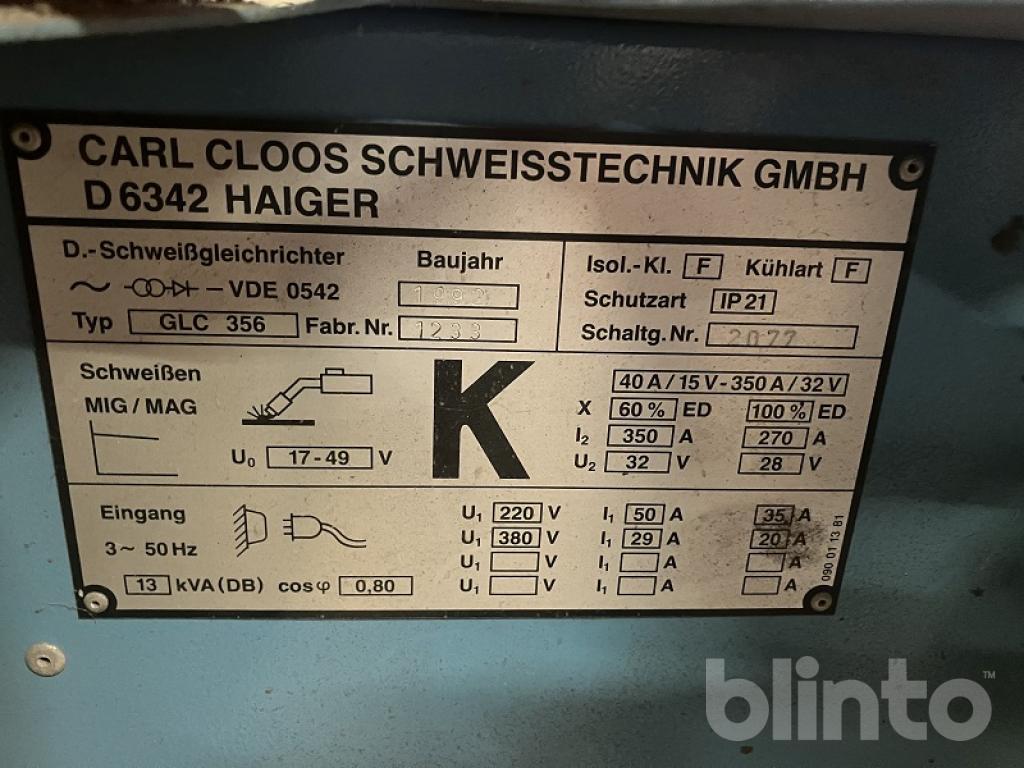 CARL CLOOS SCHWEISSTECHNIK GMBH
D 6342 HAIGER
D.-Schweißgleichrichter
Baujahr
VDE 0542
Typ GLC 356 Fabr. Nr. 1233
Isol.-Kl. F Kühlart F
Schutzart IP 21
Schaltg. Nr. 2077
Schweißen
MIG / MAG
U₀ 17-49 V
K
40 A / 15 V - 350 A / 32 V
X 60 % ED 100 % ED
I₂ 350 A 270 A
U₂ 32 V 28 V
Eingang
3 ~ 50 Hz
13 kVA (DB) cos φ 0,80
U₁ 220 V I₁ 50 A 35 A
U₁ 380 V I₁ 29 A 20 A
U₁ V I₁ A A
U₁ V I₁ A A
090 01 13 81
blinto™